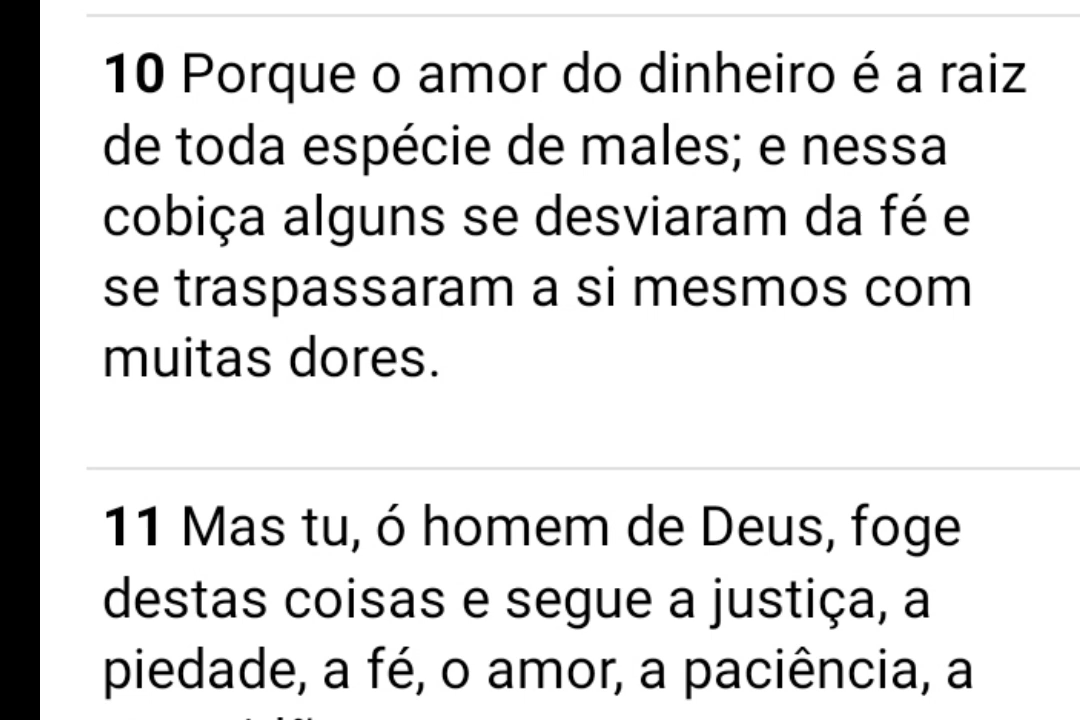 10 Porque o amor do dinheiro é a raiz
de toda espécie de males; e nessa
cobiça alguns se desviaram da fé e
se traspassaram a si mesmos com
muitas dores.
11 Mas tu, ó homem de Deus, foge
destas coisas e segue a justiça, a
piedade, a fé, o amor, a paciência, a